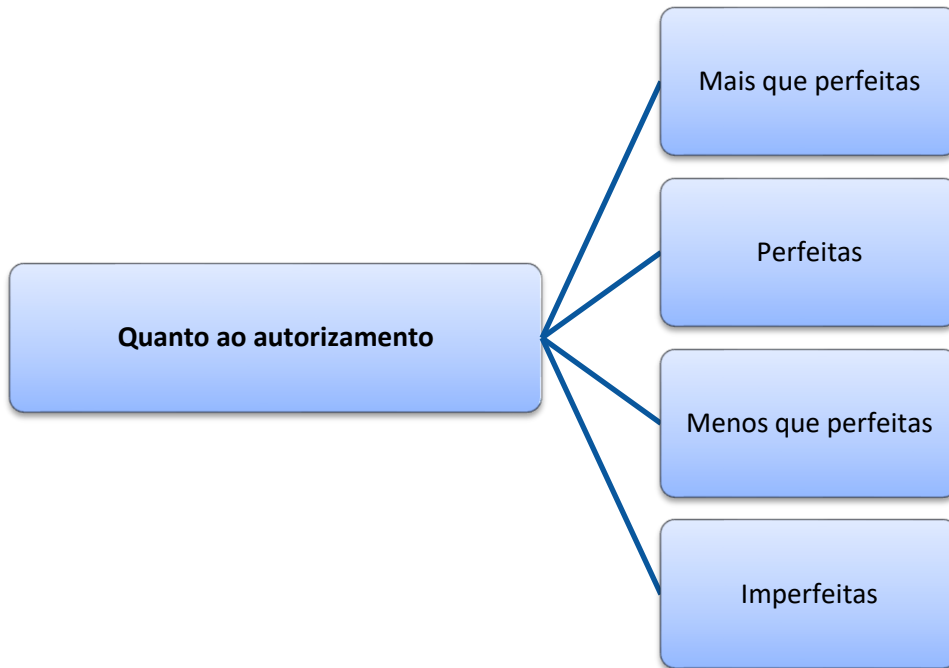 Mais que perfeitas
Perfeitas
Quanto ao autorizamento
Menos que perfeitas
Imperfeitas